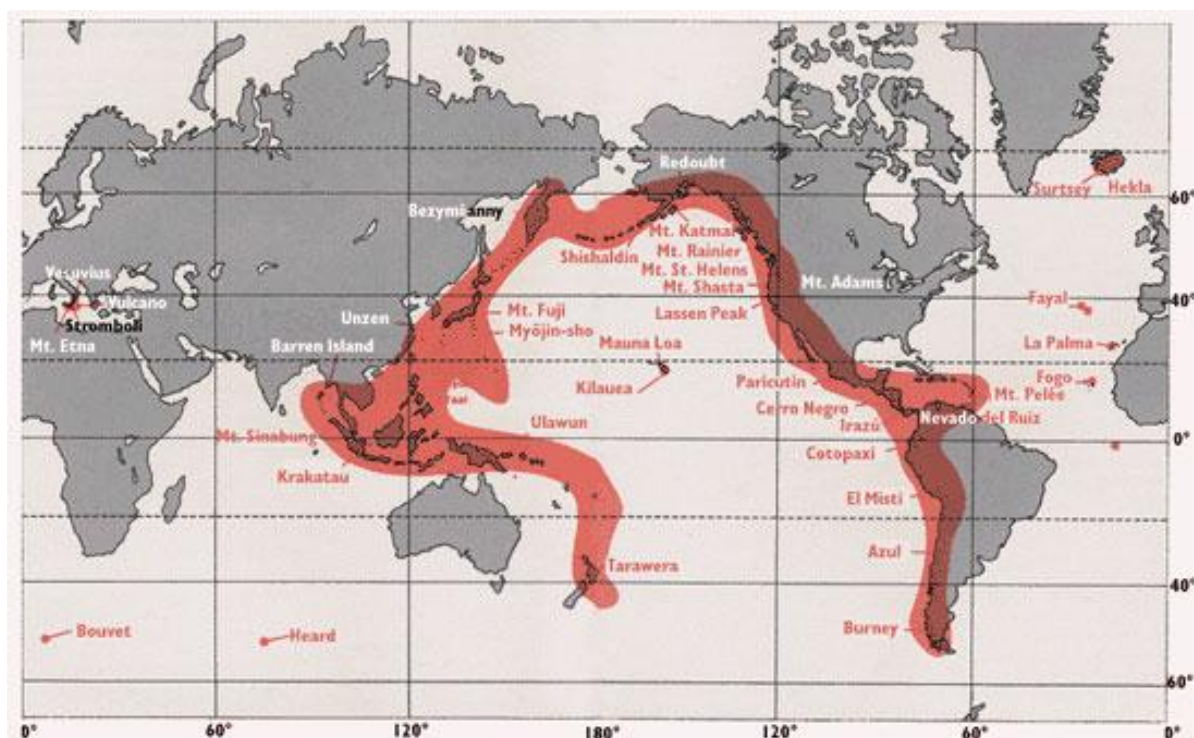 Redoubt
Surtsey Hekla
60°
Bezymianny
Mt. Katmai
Shishaldin
Mt. Rainier
Mt. St. Helens
Mt. Shasta
Mt. Adams
Vesuvius
Vulcano
Stromboli
Mt. Etna
40°
Fayal
Lassen Peak
Unzen
Mt. Fuji
Myōjin-sho
Barren Island
Mauna Loa
La Palma
Kilauea
Paricutin
Fogo
Mt. Pelée
Cerro Negro
Nevado del Ruiz
Irazú
Ulawun
Mt. Sinabung
0°
Cotopaxi
Krakatau
El Misti
Azul
Tarawera
40°
Burney
Bouvet
Heard
60°
0° 60° 120° 180° 120° 60° 0°